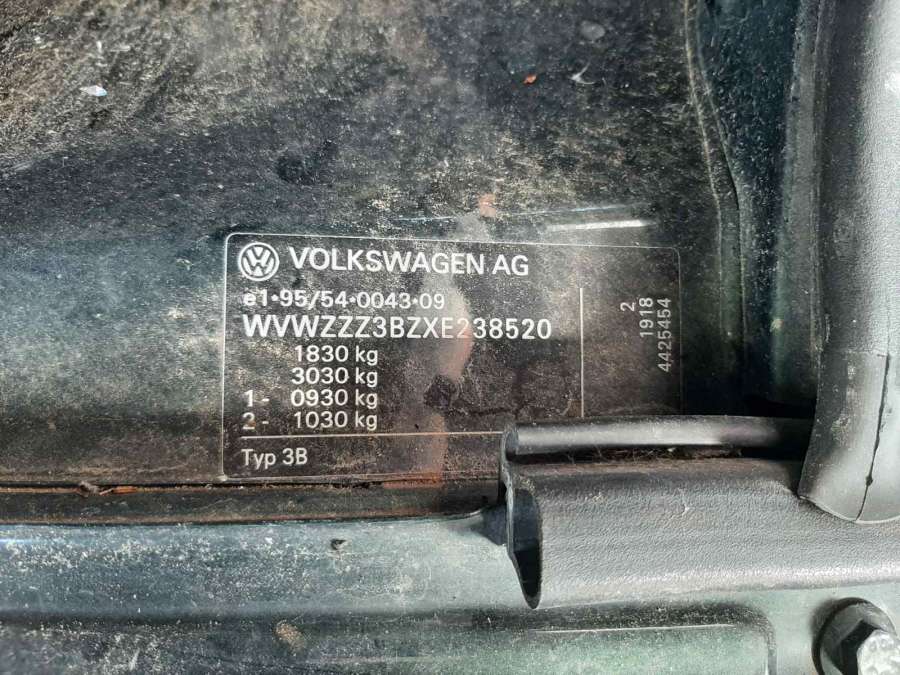 VOLKSWAGEN AG
e1•95/54•0043•09
WVWZZZ3BZXE238520
1830 kg
3030 kg
1 - 0930 kg
2 - 1030 kg
Typ 3B
2
1918
4425454